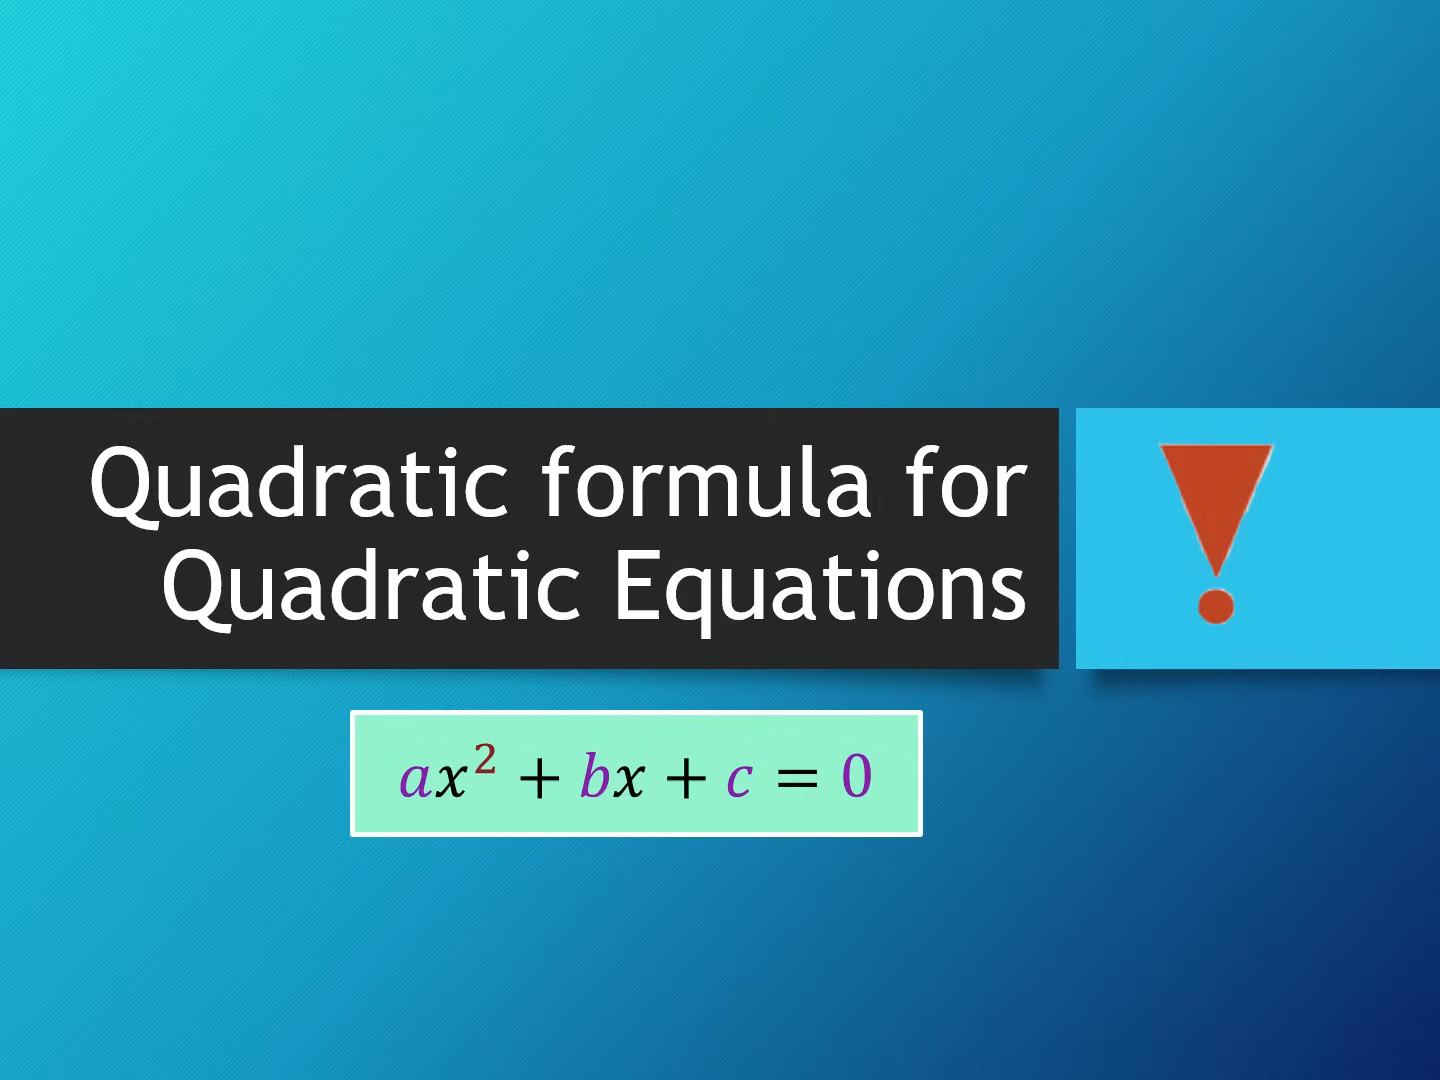 Quadratic formula for
Quadratic Equations
ax² + bx + c = 0